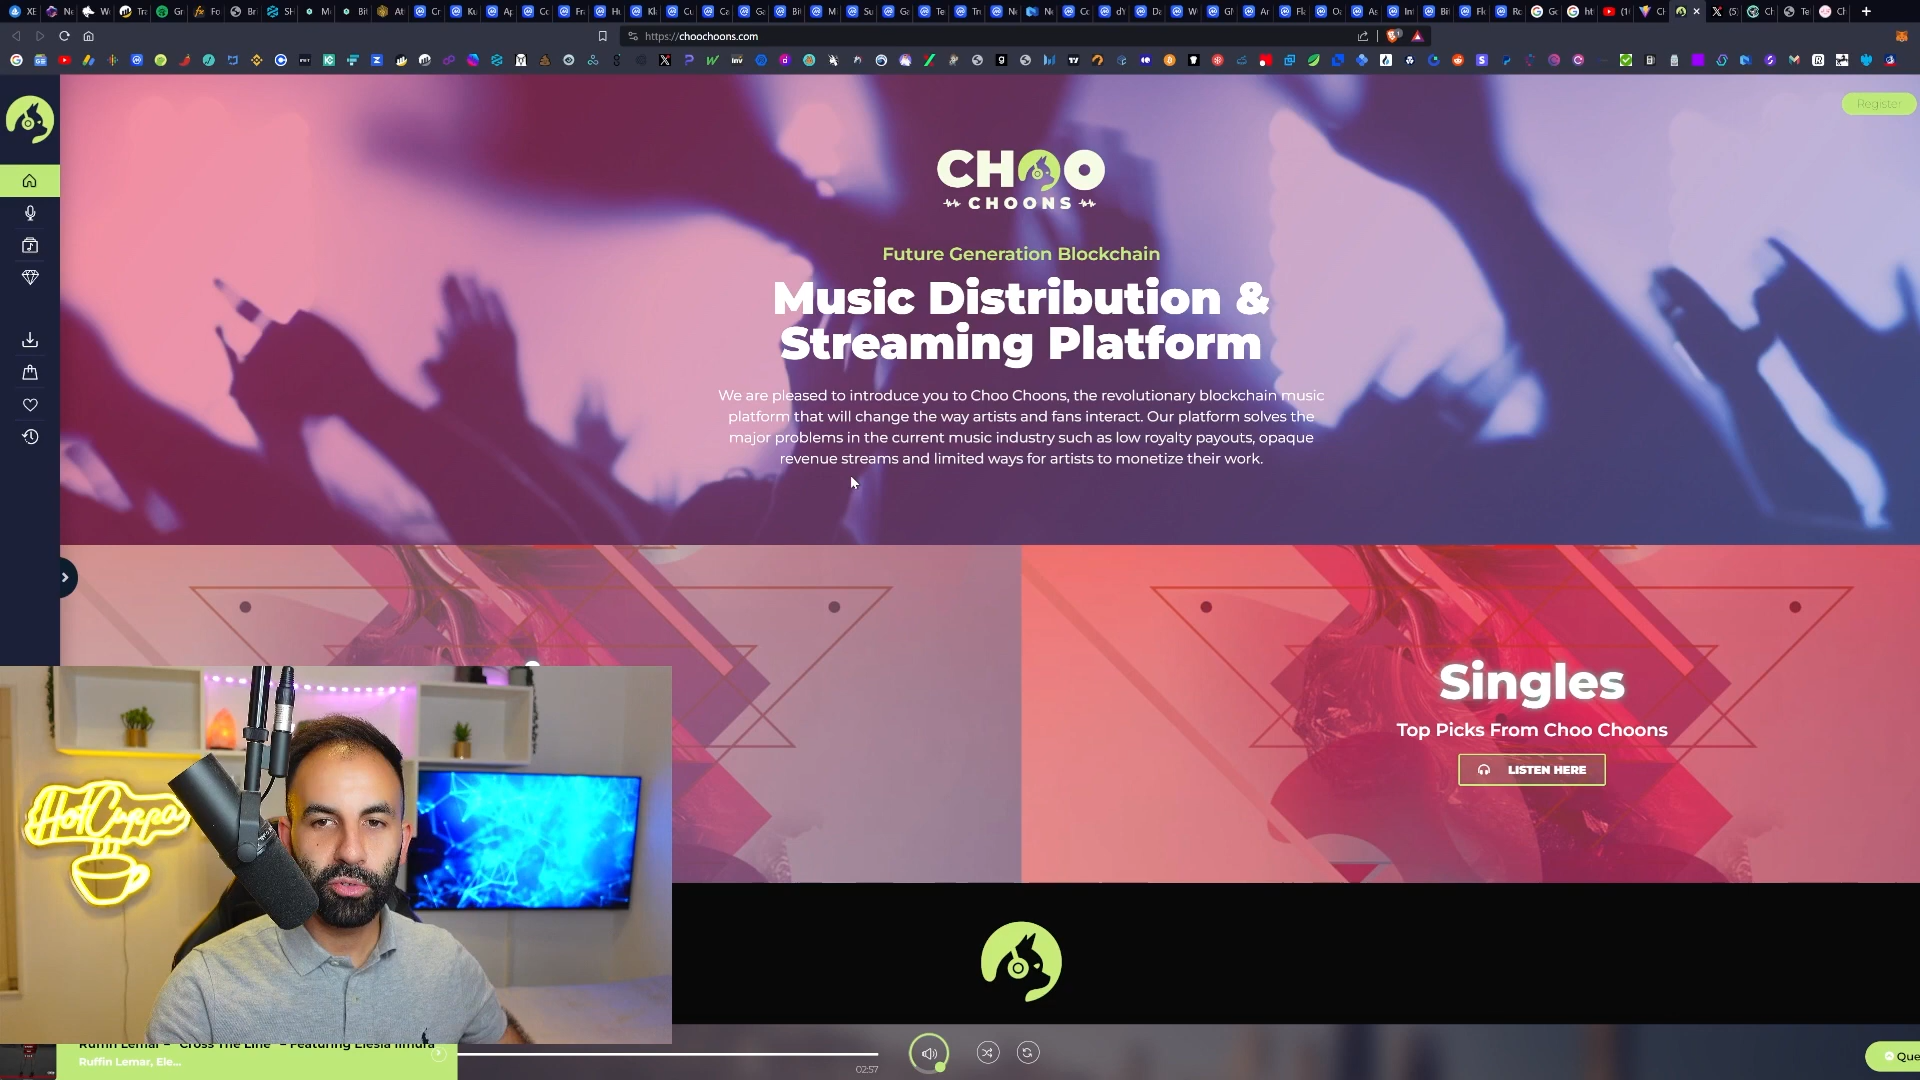 https://choochoons.com
Register
CHOO
CHOONS
Future Generation Blockchain
Music Distribution &
Streaming Platform
We are pleased to introduce you to Choo Choons, the revolutionary blockchain music
platform that will change the way artists and fans interact. Our platform solves the
major problems in the current music industry such as low royalty payouts, opaque
revenue streams and limited ways for artists to monetize their work.
Singles
Top Picks From Choo Choons
LISTEN HERE
HotCuppa
Ruffin Lemar, Ele...
02:57
Que